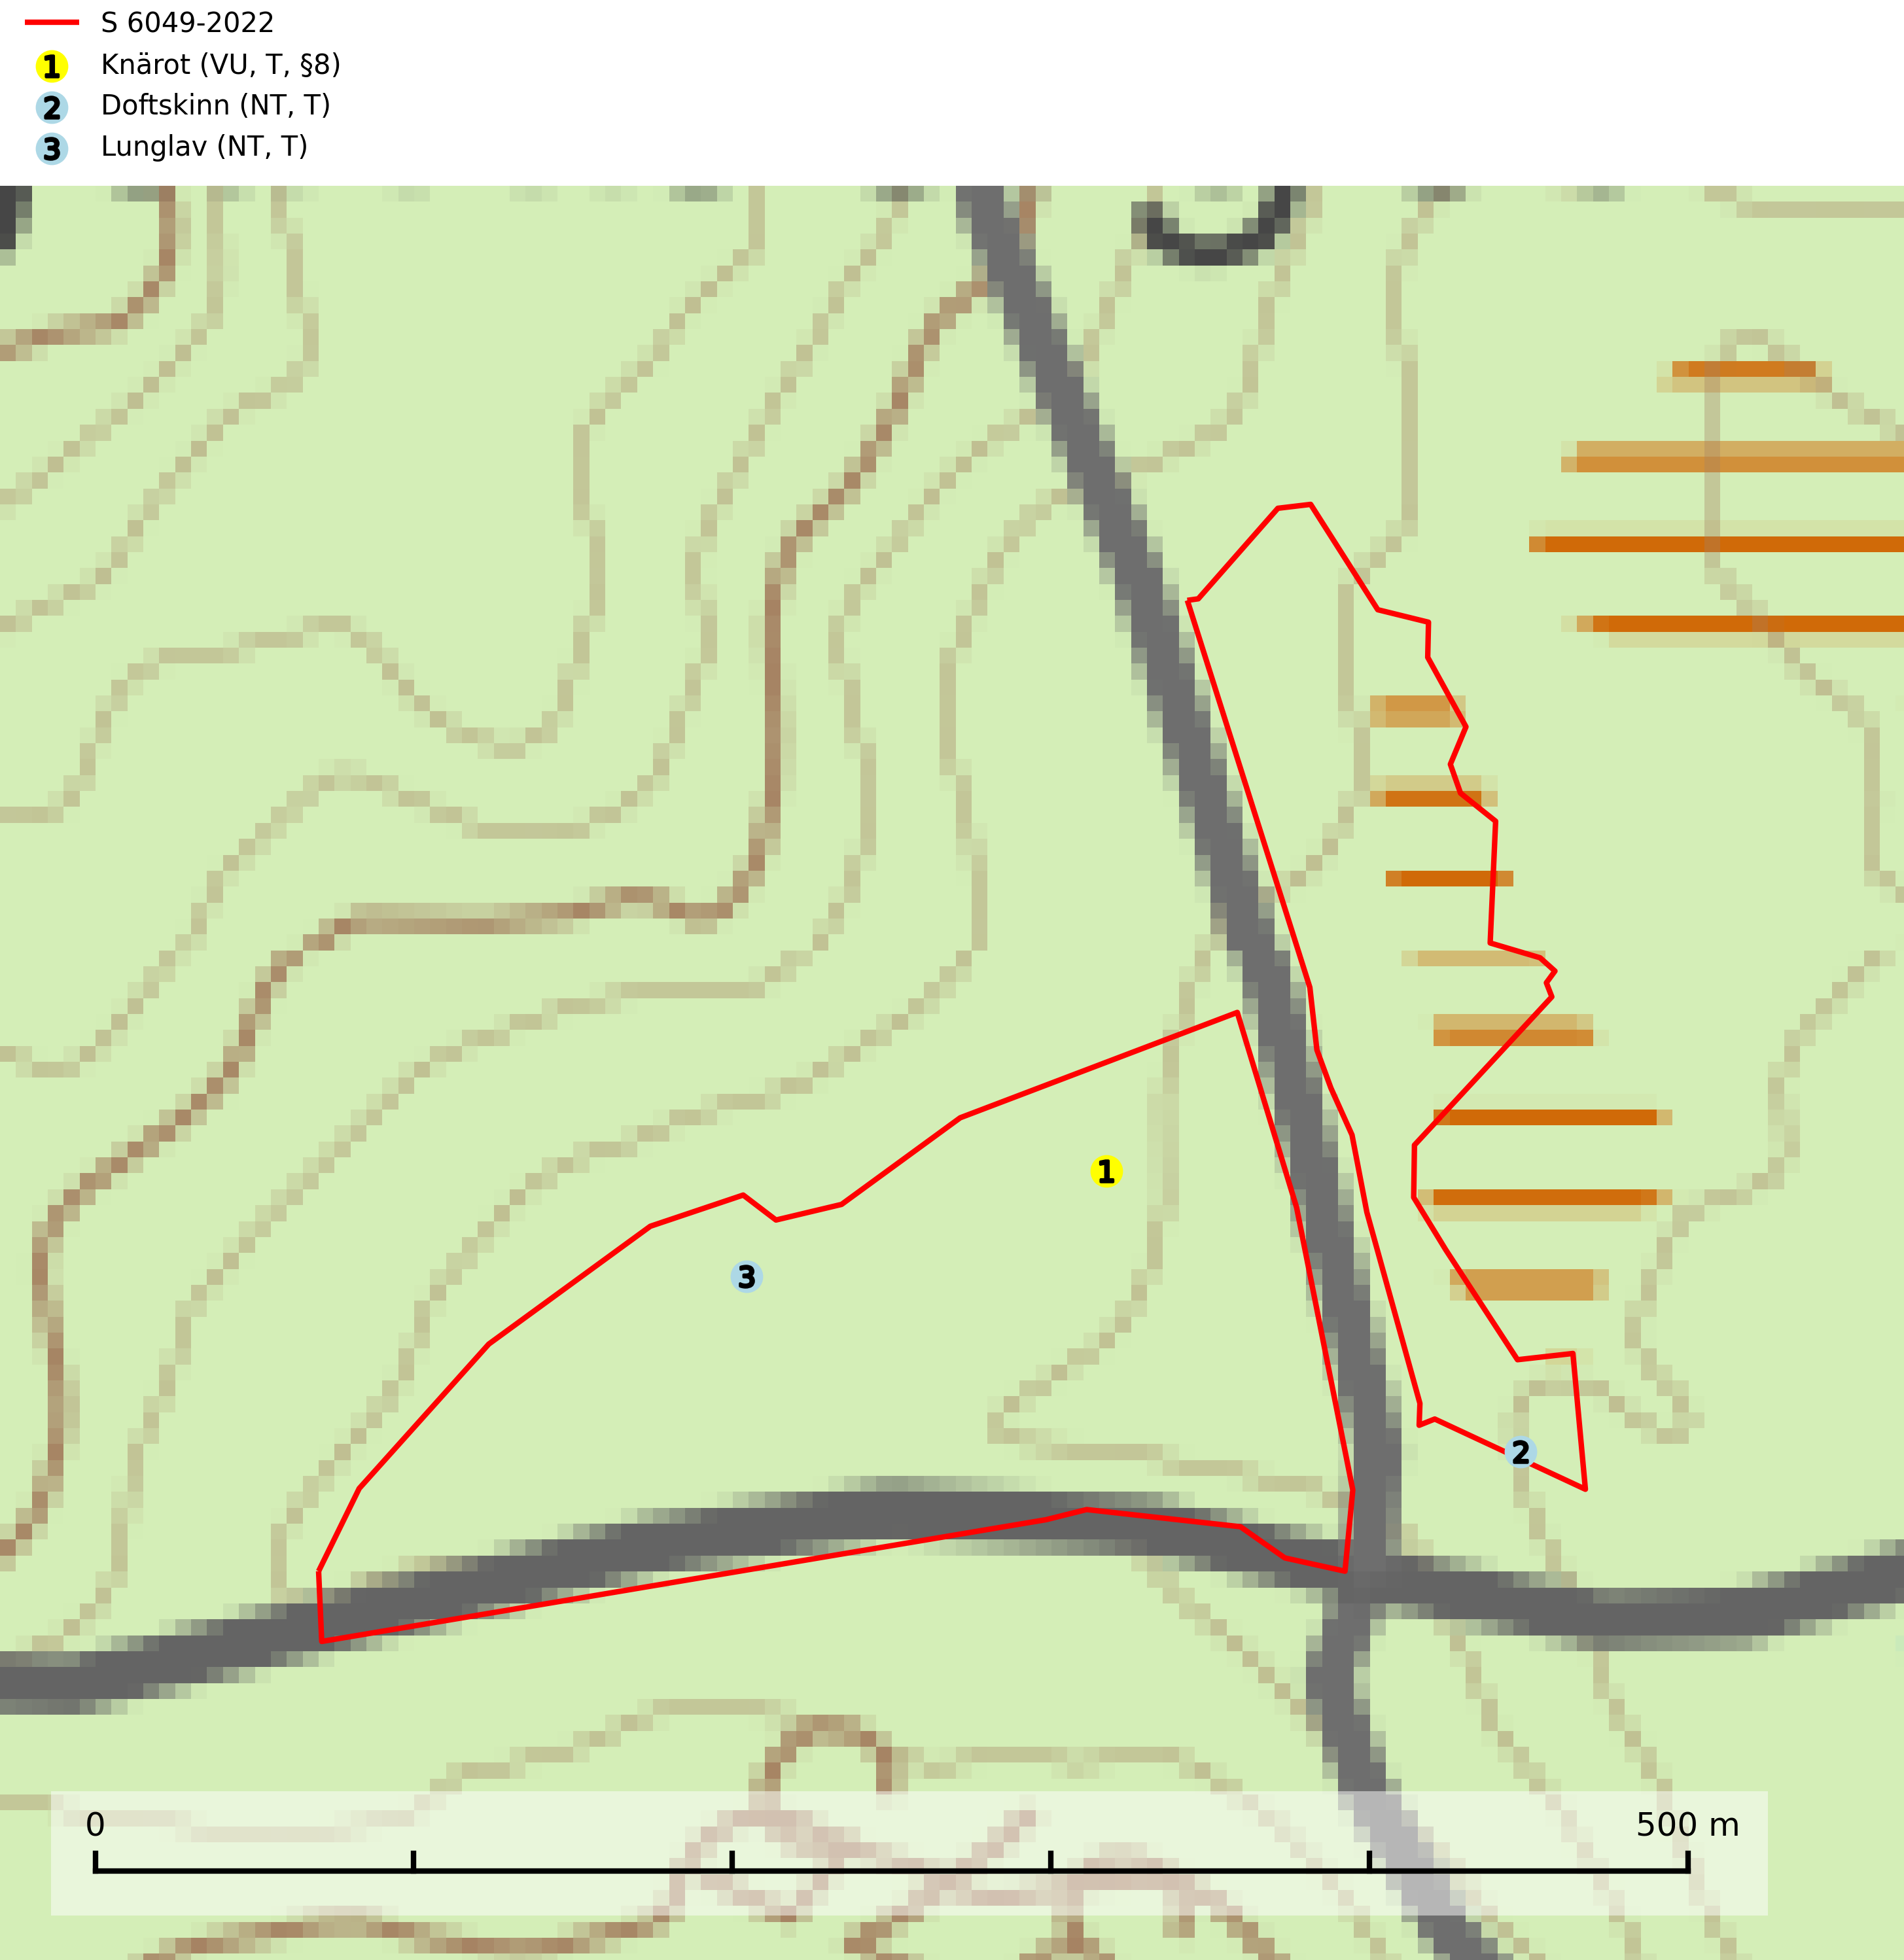 S 6049-2022
1 Knärot (VU, T, §8)
2 Doftskinn (NT, T)
3 Lunglav (NT, T)
1
3
2
0 500 m